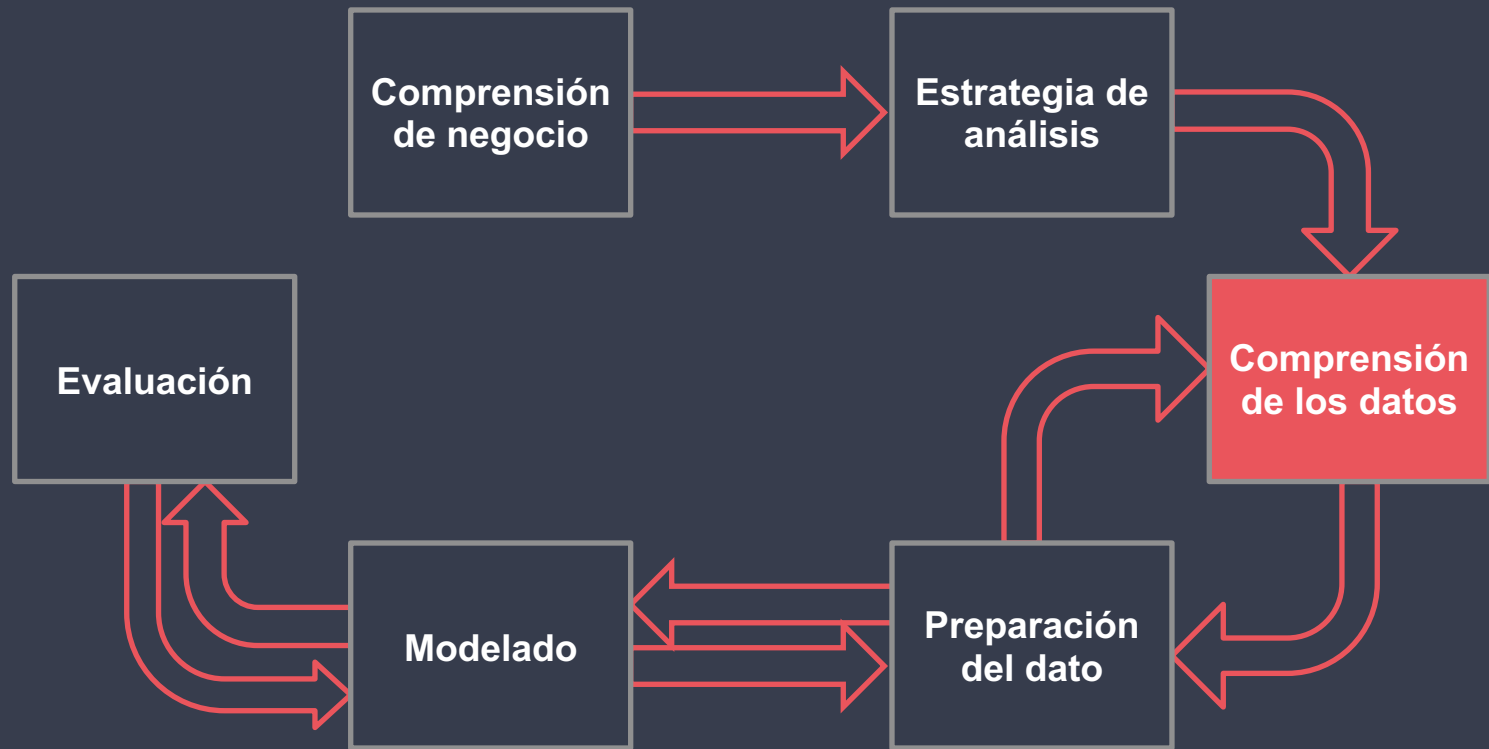 Comprensión
de negocio
Estrategia de
análisis
Comprensión
de los datos
Preparación
del dato
Modelado
Evaluación